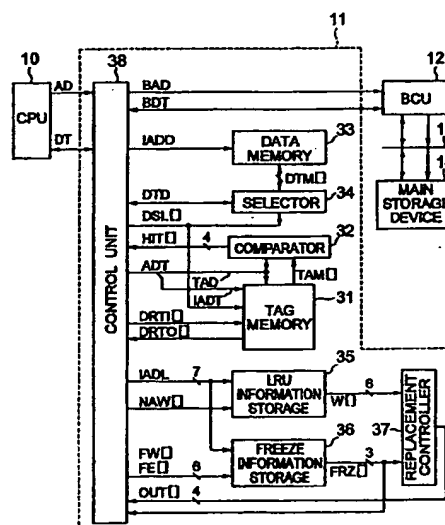 11
10
38
12
CPU
AD
DT
CONTROL UNIT
BAD
BDT
BCU
33
IADD
DATA
MEMORY
DTM[]
34
DTD
SELECTOR
DSL[]
32
HIT[]
4
COMPARATOR
ADT
TAD
IADT
TAM[]
31
TAG
MEMORY
DRTI[]
DRTO[]
MAIN
STORAGE
DEVICE
35
IADL
7
LRU
INFORMATION
STORAGE
NAW[]
W[]
6
36
37
REPLACEMENT
CONTROLLER
FW[]
FE[]
6
FREEZE
INFORMATION
STORAGE
FRZ[]
3
OUT[]
4